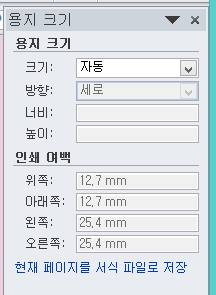 용지 크기
용지 크기
크기: 자동
방향: 세로
너비:
높이:
인쇄 여백
위쪽: 12,7 mm
아래쪽: 12,7 mm
왼쪽: 25,4 mm
오른쪽: 25,4 mm
현재 페이지를 서식 파일로 저장